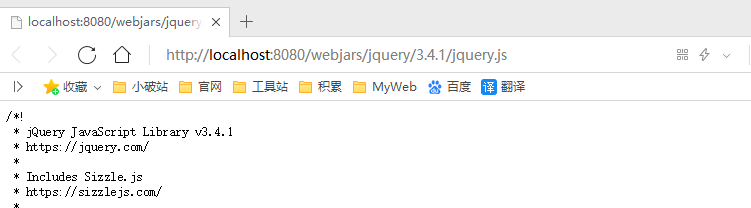 localhost:8080/webjars/jquery
http://localhost:8080/webjars/jquery/3.4.1/jquery.js
收藏 小破站 官网 工具站 积累 MyWeb 百度 译 翻译
/*!
* jQuery JavaScript Library v3.4.1
* https://jquery.com/
*
* Includes Sizzle.js
* https://sizzlejs.com/
*